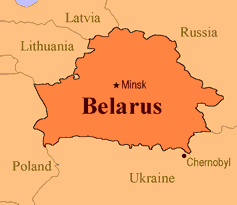 Latvia
Russia
Lithuania
Minsk
Belarus
Poland
Chernobyl
Ukraine